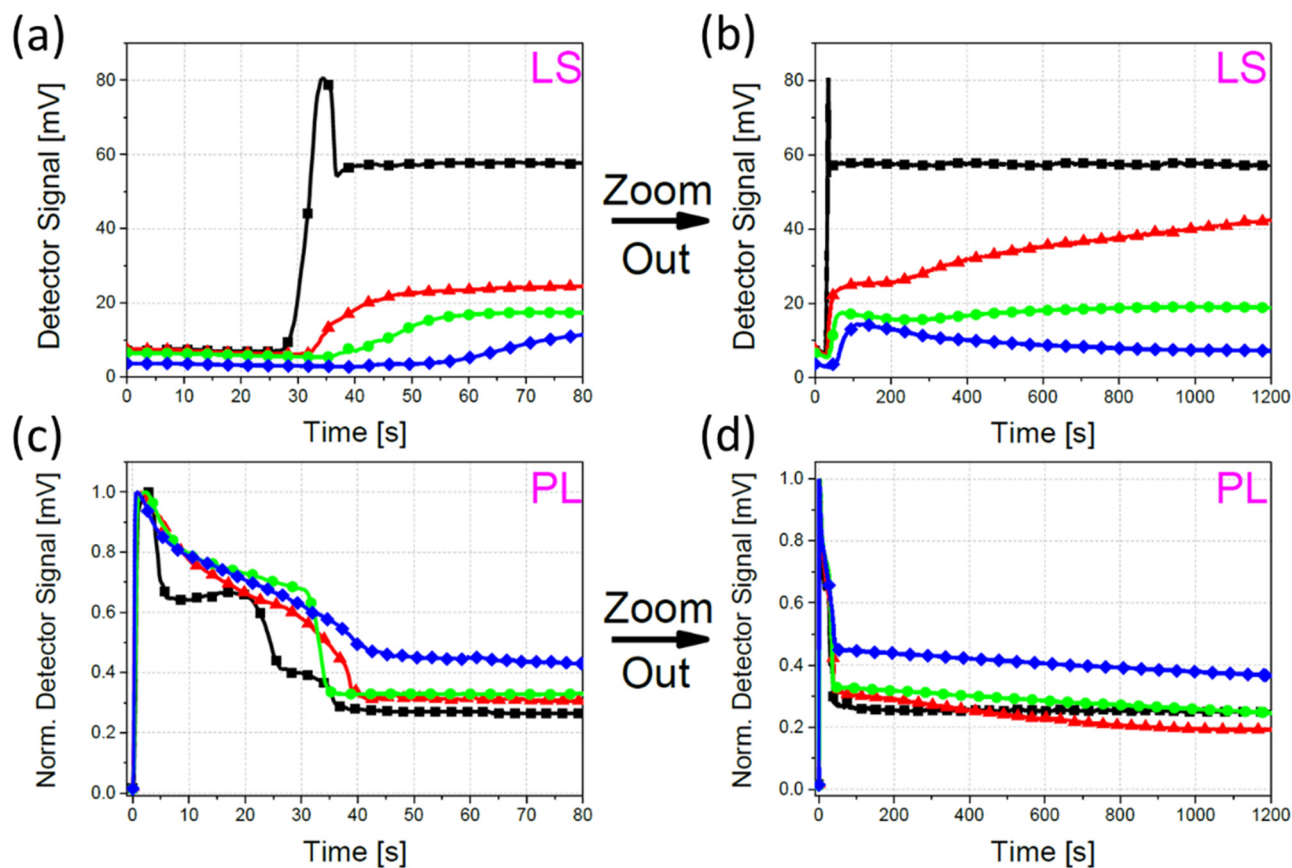 (a)
LS
Detector Signal [mV]
80
60
40
20
0
0 10 20 30 40 50 60 70 80
Time [s]
Zoom
Out
(b)
LS
Detector Signal [mV]
80
60
40
20
0
0 200 400 600 800 1000 1200
Time [s]
(c)
PL
Norm. Detector Signal [mV]
1.0
0.8
0.6
0.4
0.2
0.0
0 10 20 30 40 50 60 70 80
Time [s]
Zoom
Out
(d)
PL
Norm. Detector Signal [mV]
1.0
0.8
0.6
0.4
0.2
0.0
0 200 400 600 800 1000 1200
Time [s]